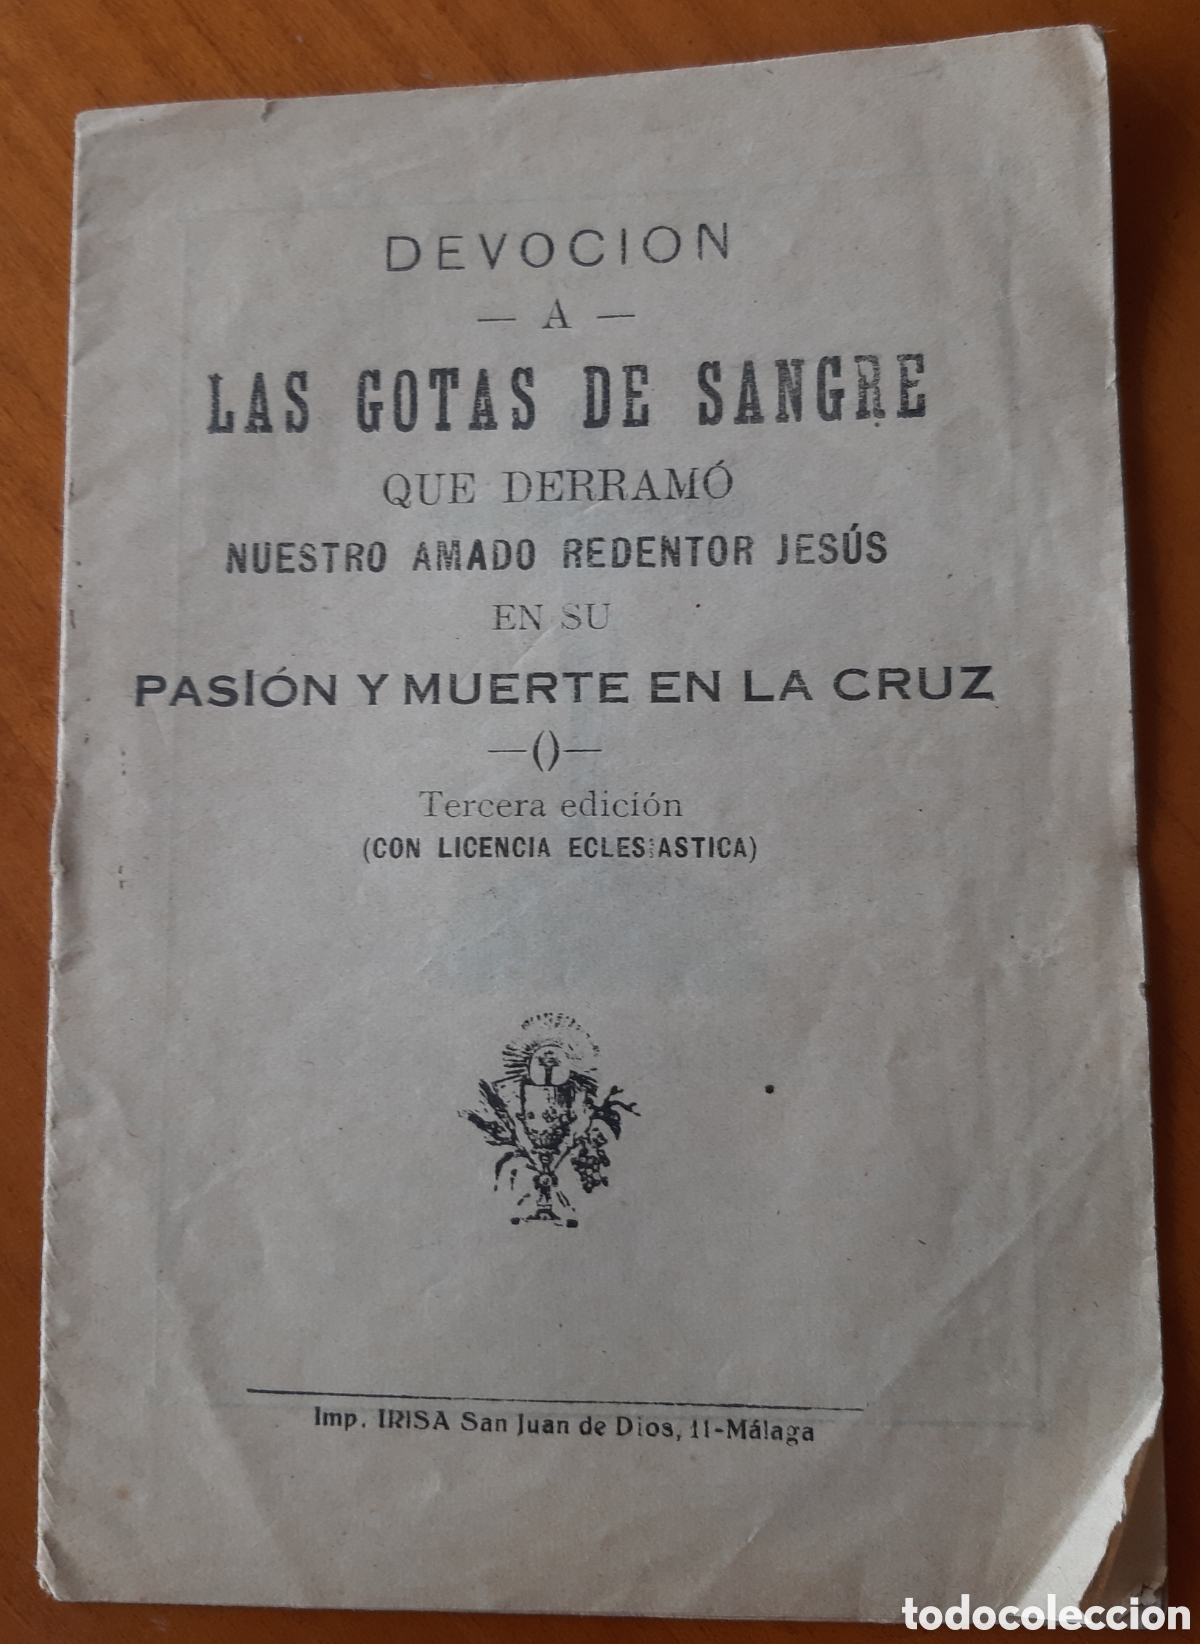 DEVOCION
— A —
LAS GOTAS DE SANGRE
QUE DERRAMÓ
NUESTRO AMADO REDENTOR JESÚS
EN SU
PASIÓN Y MUERTE EN LA CRUZ
—()—
Tercera edición
(CON LICENCIA ECLESIASTICA)
Imp. IRISA San Juan de Dios, 11-Málaga
todocoleccion